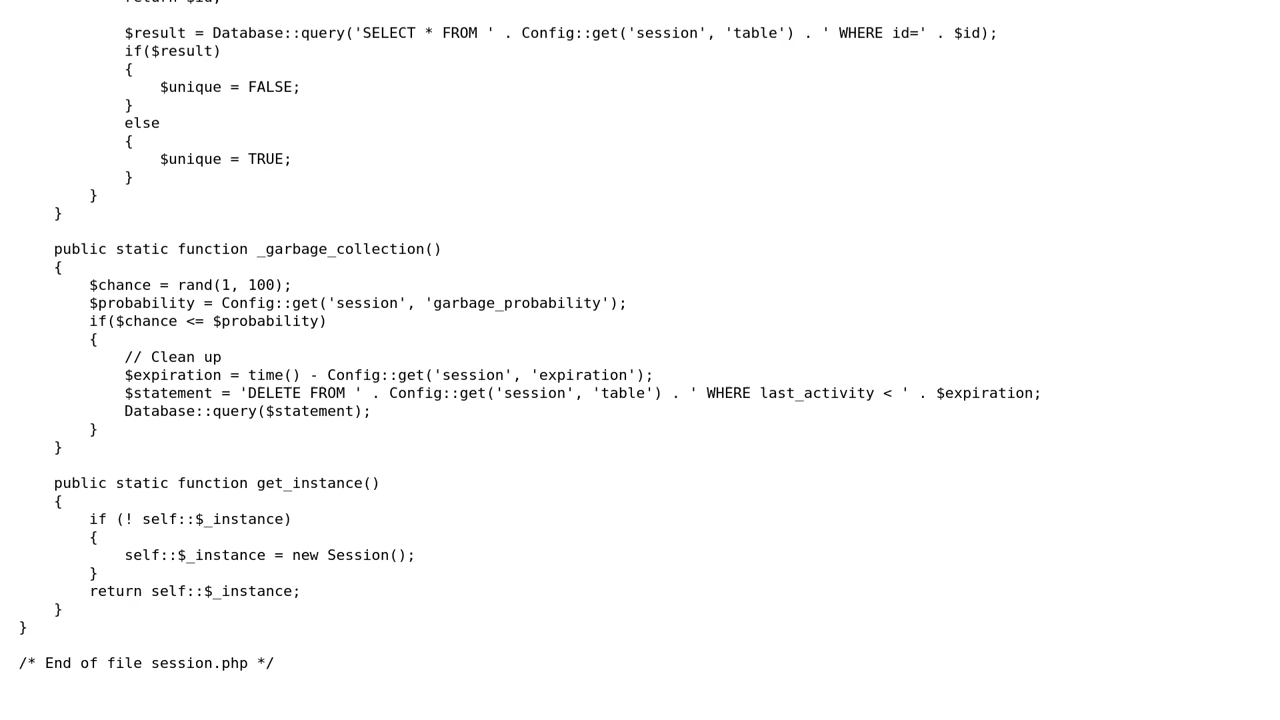 return $id;
$result = Database::query('SELECT * FROM ' . Config::get('session', 'table') . ' WHERE id=' . $id);
if($result)
{
$unique = FALSE;
}
else
{
$unique = TRUE;
}
}
}
public static function _garbage_collection()
{
$chance = rand(1, 100);
$probability = Config::get('session', 'garbage_probability');
if($chance <= $probability)
{
// Clean up
$expiration = time() - Config::get('session', 'expiration');
$statement = 'DELETE FROM ' . Config::get('session', 'table') . ' WHERE last_activity < ' . $expiration;
Database::query($statement);
}
}
public static function get_instance()
{
if (! self::$_instance)
{
self::$_instance = new Session();
}
return self::$_instance;
}
}
/* End of file session.php */